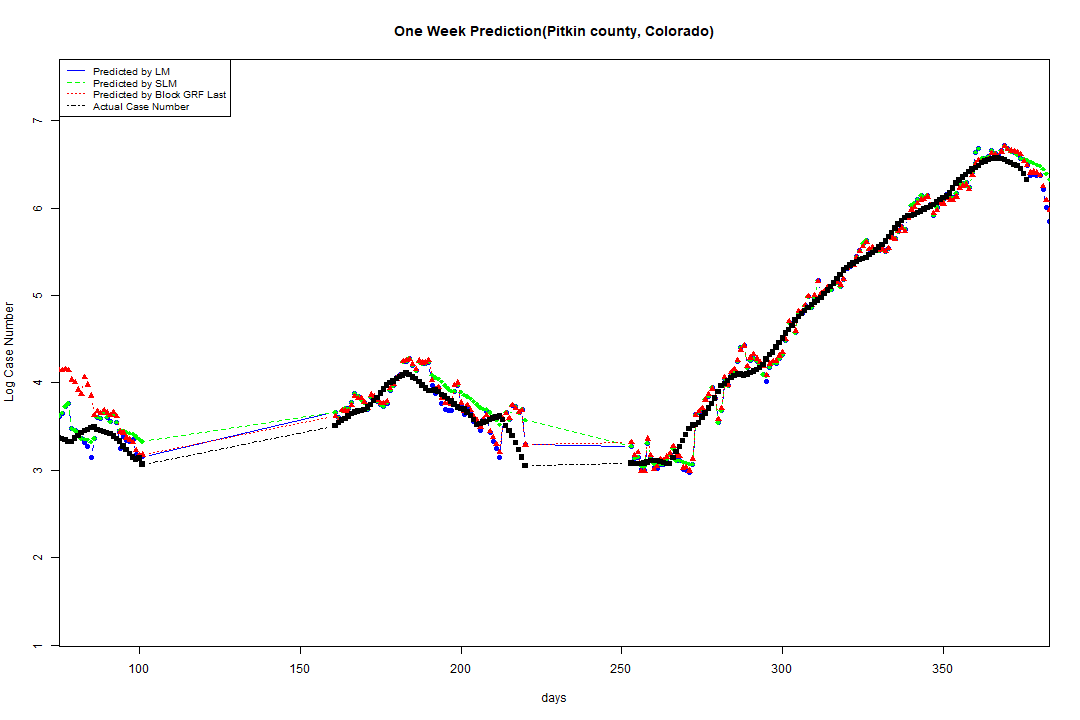 One Week Prediction(Pitkin county, Colorado)
Predicted by LM
Predicted by SLM
Predicted by Block GRF Last
Actual Case Number
Log Case Number
7
6
5
4
3
2
1
100 150 200 250 300 350
days